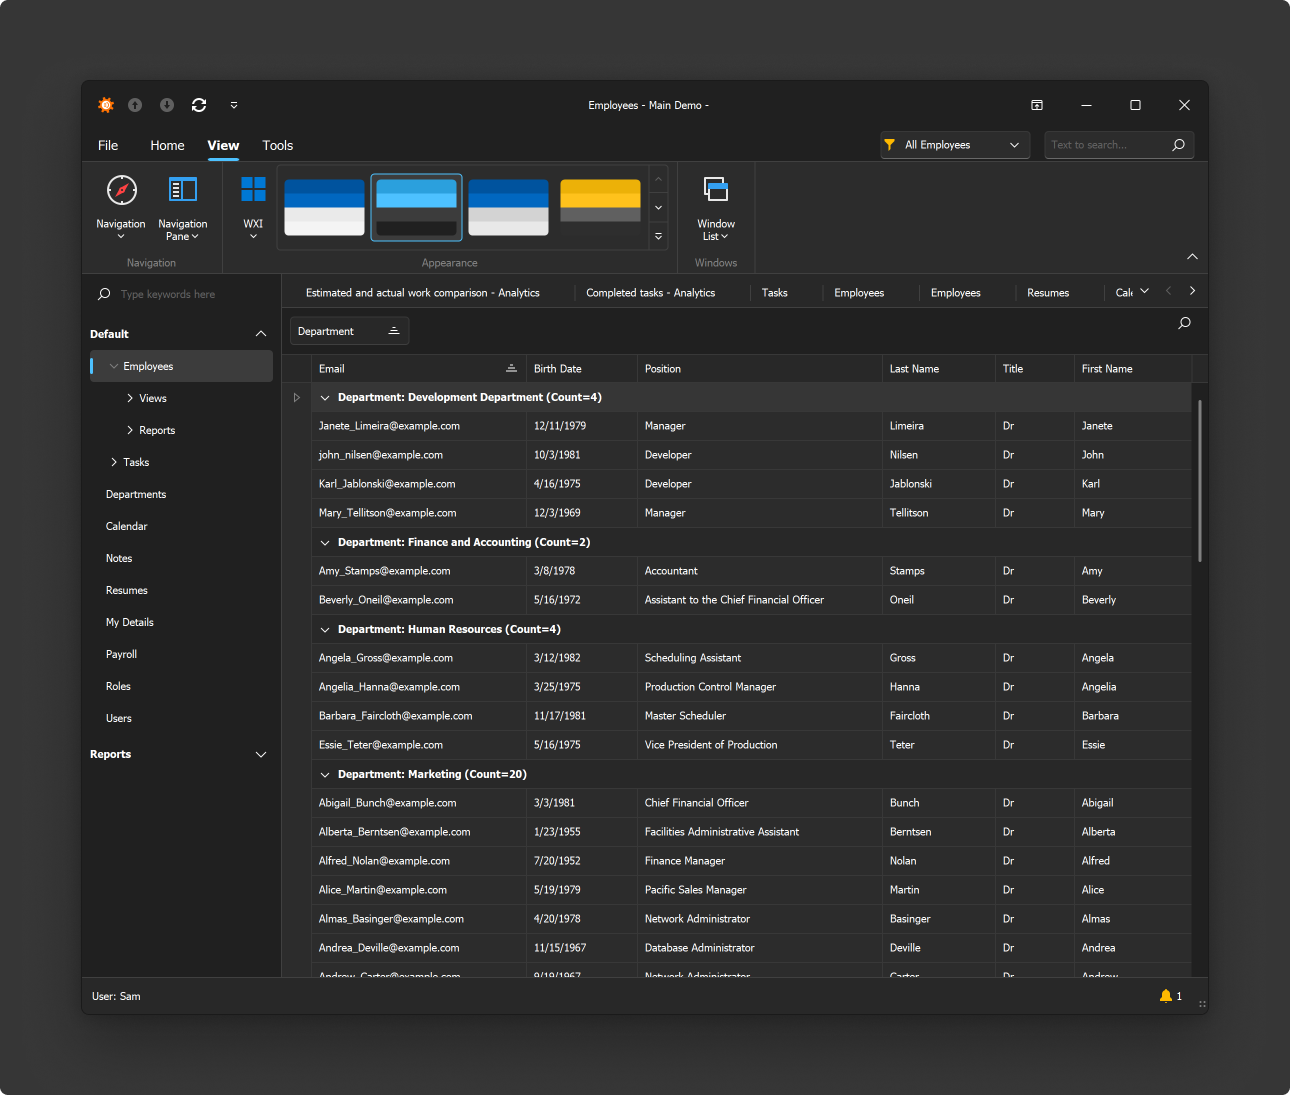 Employees - Main Demo -
File Home View Tools
All Employees
Text to search...
Navigation
Navigation
Pane
WXI
Window
List
Navigation
Appearance
Windows
Type keywords here
Default
Employees
Views
Reports
Tasks
Departments
Calendar
Notes
Resumes
My Details
Payroll
Roles
Users
Reports
Estimated and actual work comparison - Analytics Completed tasks - Analytics Tasks Employees Employees Resumes Cale
Department
Email Birth Date Position Last Name Title First Name
Department: Development Department (Count=4)
Janete_Limeira@example.com 12/11/1979 Manager Limeira Dr Janete
john_nilsen@example.com 10/3/1981 Developer Nilsen Dr John
Karl_Jablonski@example.com 4/16/1975 Developer Jablonski Dr Karl
Mary_Tellitson@example.com 12/3/1969 Manager Tellitson Dr Mary
Department: Finance and Accounting (Count=2)
Amy_Stamps@example.com 3/8/1978 Accountant Stamps Dr Amy
Beverly_Oneil@example.com 5/16/1972 Assistant to the Chief Financial Officer Oneil Dr Beverly
Department: Human Resources (Count=4)
Angela_Gross@example.com 3/12/1982 Scheduling Assistant Gross Dr Angela
Angelia_Hanna@example.com 3/25/1975 Production Control Manager Hanna Dr Angelia
Barbara_Faircloth@example.com 11/17/1981 Master Scheduler Faircloth Dr Barbara
Essie_Teter@example.com 5/16/1975 Vice President of Production Teter Dr Essie
Department: Marketing (Count=20)
Abigail_Bunch@example.com 3/3/1981 Chief Financial Officer Bunch Dr Abigail
Alberta_Berntsen@example.com 1/23/1955 Facilities Administrative Assistant Berntsen Dr Alberta
Alfred_Nolan@example.com 7/20/1952 Finance Manager Nolan Dr Alfred
Alice_Martin@example.com 5/19/1979 Pacific Sales Manager Martin Dr Alice
Almas_Basinger@example.com 4/20/1978 Network Administrator Basinger Dr Almas
Andrea_Deville@example.com 11/15/1967 Database Administrator Deville Dr Andrea
Andrew_Carter@example.com 9/19/1967 Network Administrator Carter Dr Andrew
User: Sam
1